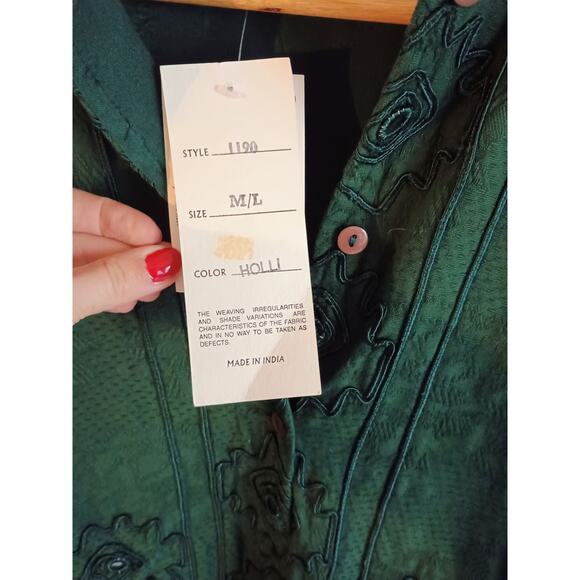 STYLE 1190
SIZE M/L
COLOR HOLLI
THE WEAVING IRREGULARITIES
AND SHADE VARIATIONS ARE
CHARACTERISTICS OF THE FABRIC
AND IN NO WAY TO BE TAKEN AS
DEFECTS.
MADE IN INDIA